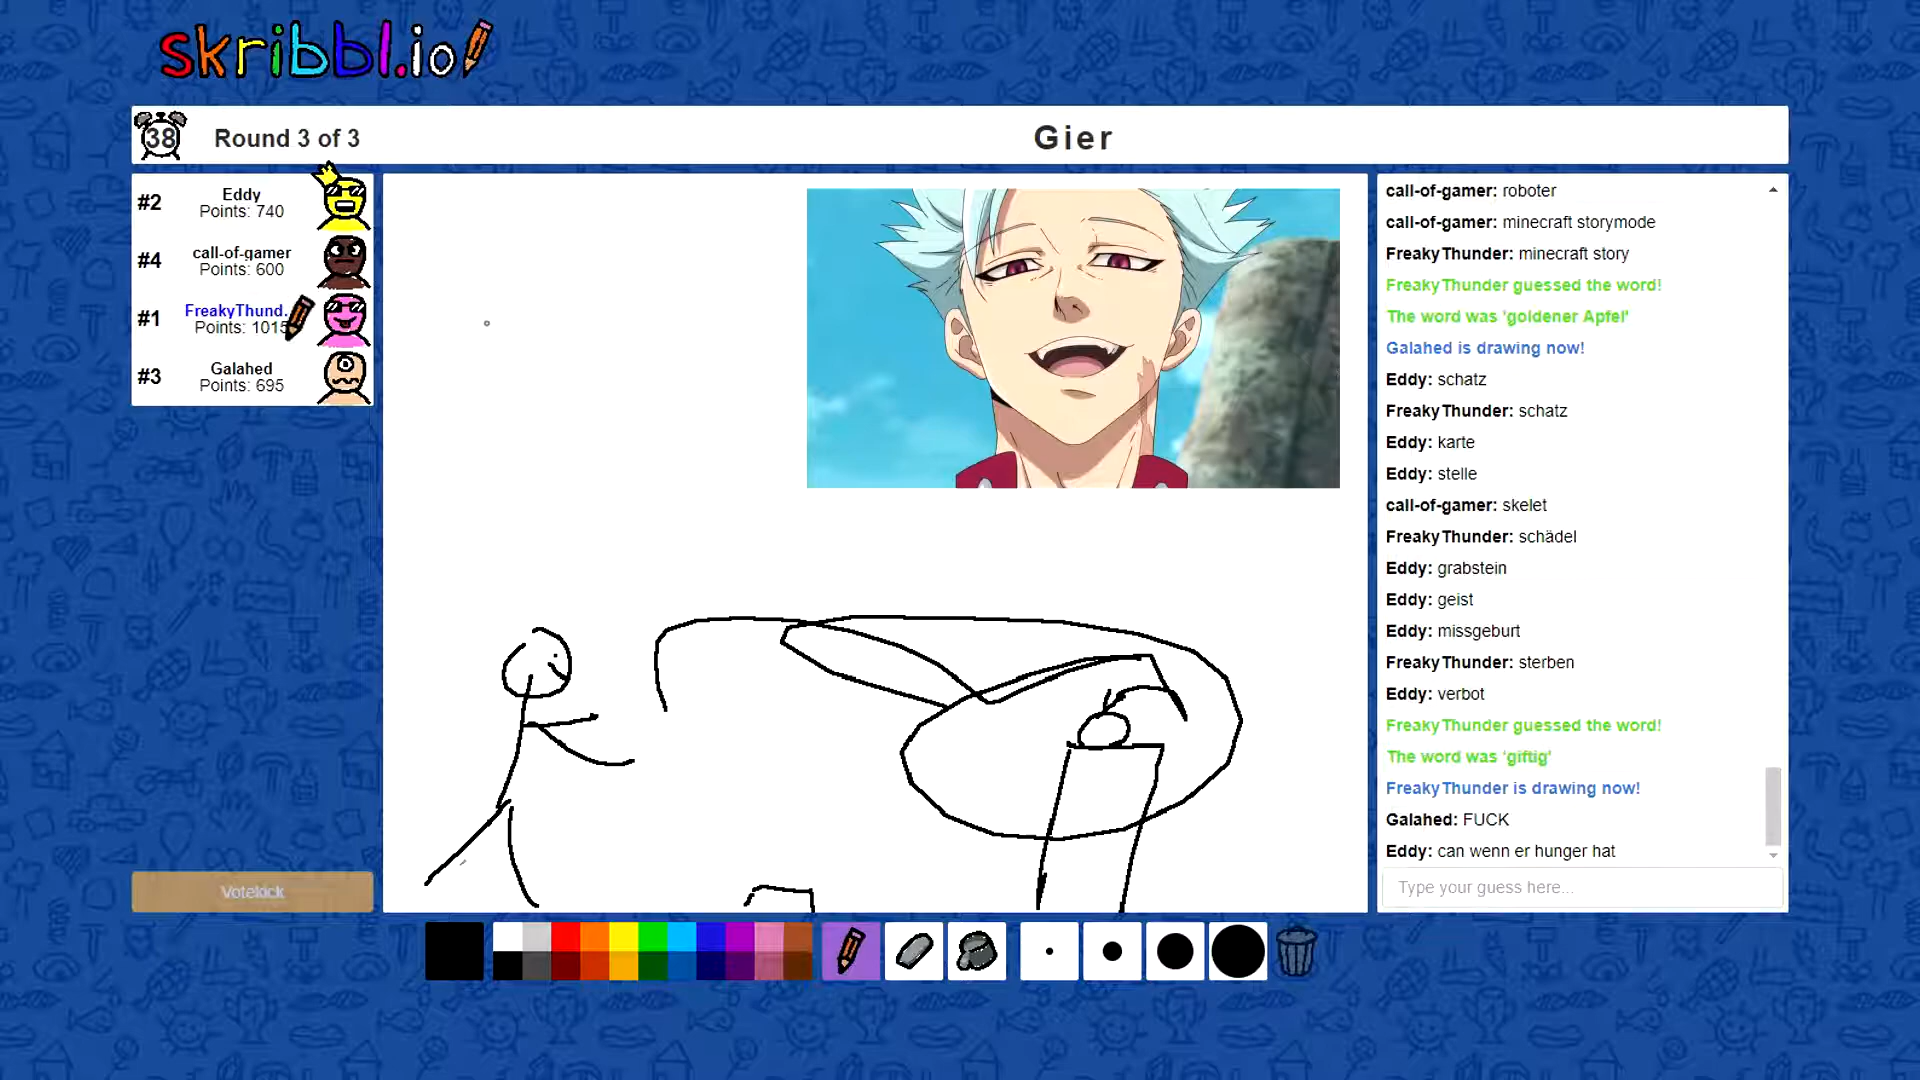 skribbl.io
38
Round 3 of 3
Gier
#2
Eddy
Points: 740
#4
call-of-gamer
Points: 600
#1
FreakyThund..
Points: 1015
#3
Galahed
Points: 695
Votekick
call-of-gamer: roboter
call-of-gamer: minecraft storymode
FreakyThunder: minecraft story
FreakyThunder guessed the word!
The word was 'goldener Apfel'
Galahed is drawing now!
Eddy: schatz
FreakyThunder: schatz
Eddy: karte
Eddy: stelle
call-of-gamer: skelet
FreakyThunder: schädel
Eddy: grabstein
Eddy: geist
Eddy: missgeburt
FreakyThunder: sterben
Eddy: verbot
FreakyThunder guessed the word!
The word was 'giftig'
FreakyThunder is drawing now!
Galahed: FUCK
Eddy: can wenn er hunger hat
Type your guess here...